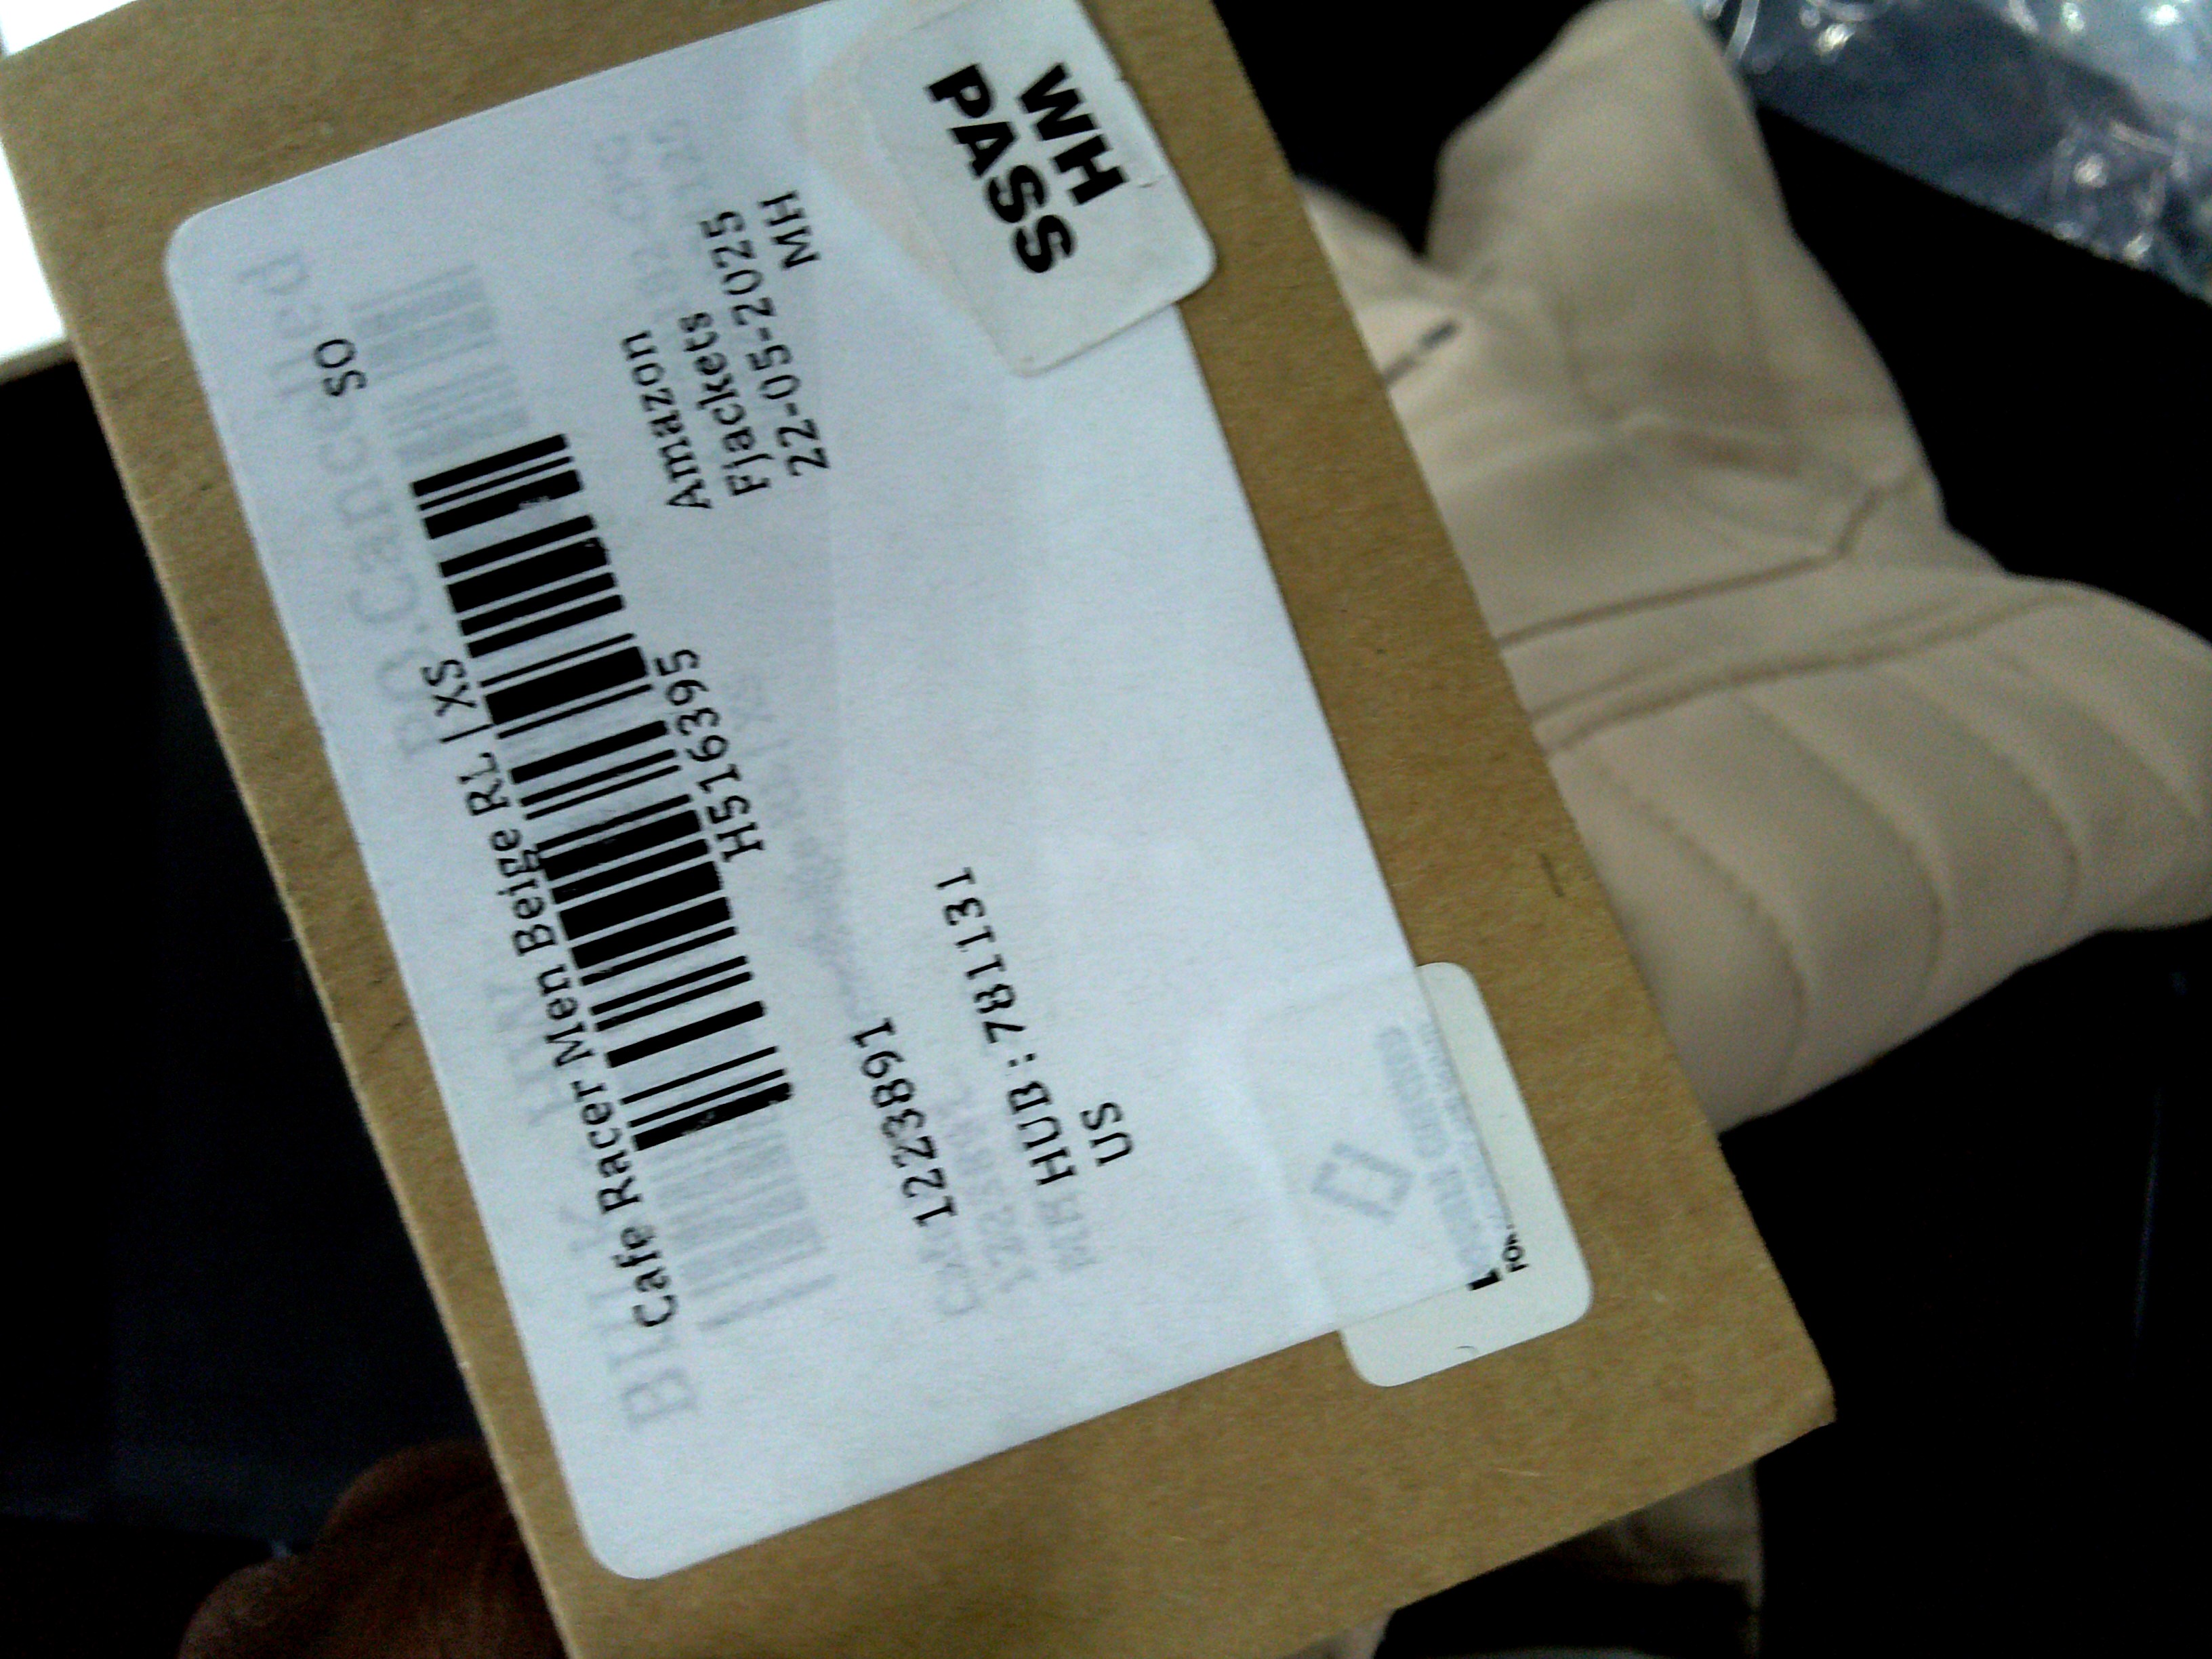 SO
Cafe Racer Men Beige RL | XS
H516395
Amazon
Fjackets
22-05-2025
MH
1223891
HUB:781131
US
WH
PASS